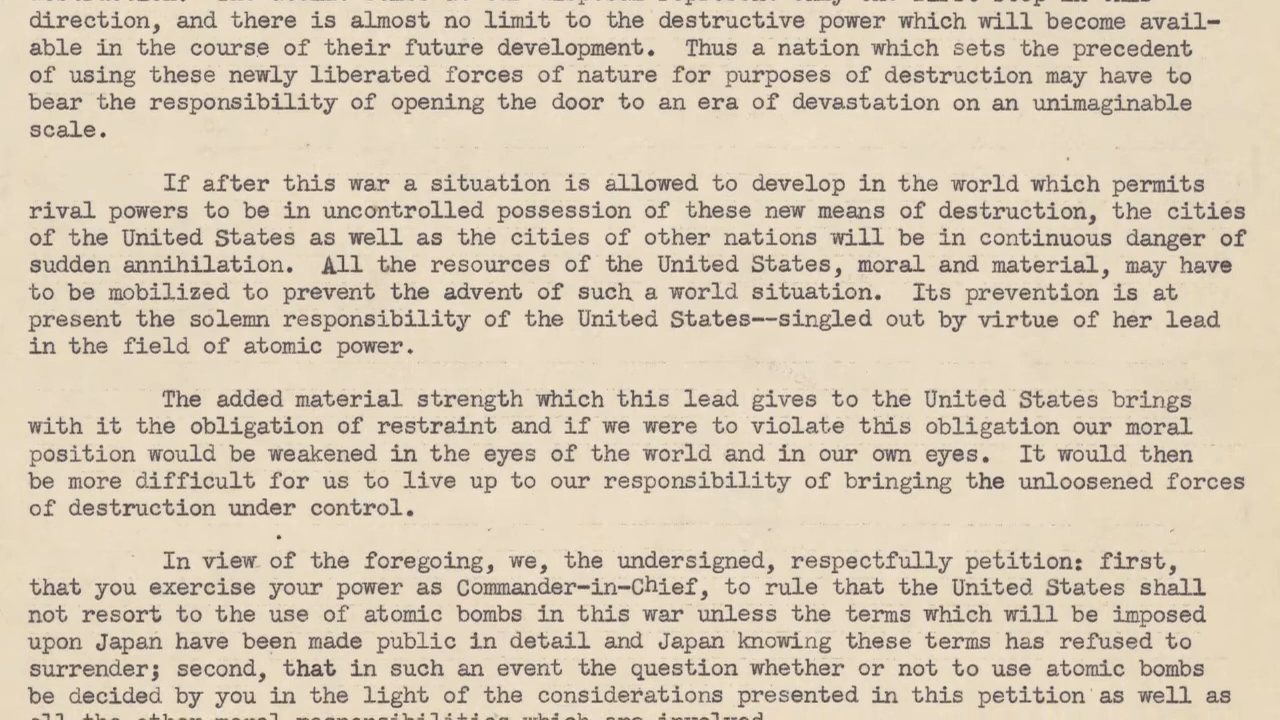 direction, and there is almost no limit to the destructive power which will become avail-
able in the course of their future development.  Thus a nation which sets the precedent
of using these newly liberated forces of nature for purposes of destruction may have to
bear the responsibility of opening the door to an era of devastation on an unimaginable
scale.
If after this war a situation is allowed to develop in the world which permits
rival powers to be in uncontrolled possession of these new means of destruction, the cities
of the United States as well as the cities of other nations will be in continuous danger of
sudden annihilation.  All the resources of the United States, moral and material, may have
to be mobilized to prevent the advent of such a world situation.  Its prevention is at
present the solemn responsibility of the United States--singled out by virtue of her lead
in the field of atomic power.
The added material strength which this lead gives to the United States brings
with it the obligation of restraint and if we were to violate this obligation our moral
position would be weakened in the eyes of the world and in our own eyes.  It would then
be more difficult for us to live up to our responsibility of bringing the unloosened forces
of destruction under control.
In view of the foregoing, we, the undersigned, respectfully petition: first,
that you exercise your power as Commander-in-Chief, to rule that the United States shall
not resort to the use of atomic bombs in this war unless the terms which will be imposed
upon Japan have been made public in detail and Japan knowing these terms has refused to
surrender; second, that in such an event the question whether or not to use atomic bombs
be decided by you in the light of the considerations presented in this petition as well as
all the other moral responsibilities which are involved.